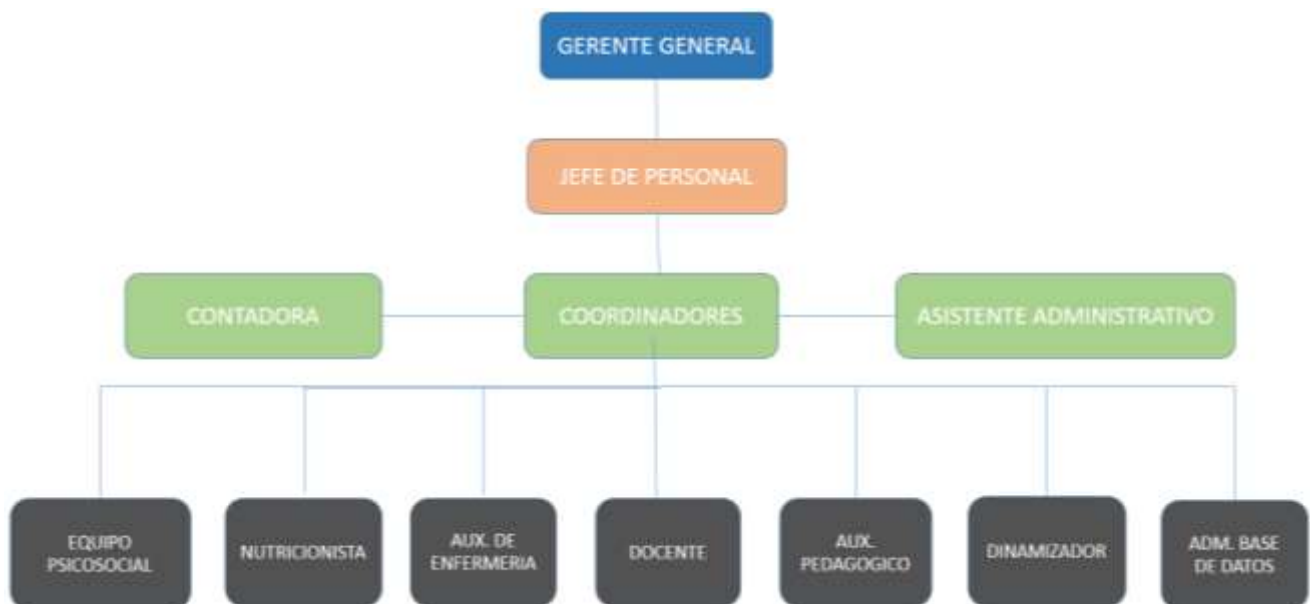 GERENTE GENERAL
JEFE DE PERSONAL
CONTADORA
COORDINADORES
ASISTENTE ADMINISTRATIVO
EQUIPO
PSICOSOCIAL
NUTRICIONISTA
AUX. DE
ENFERMERIA
DOCENTE
AUX.
PEDAGOGICO
DINAMIZADOR
ADM. BASE
DE DATOS